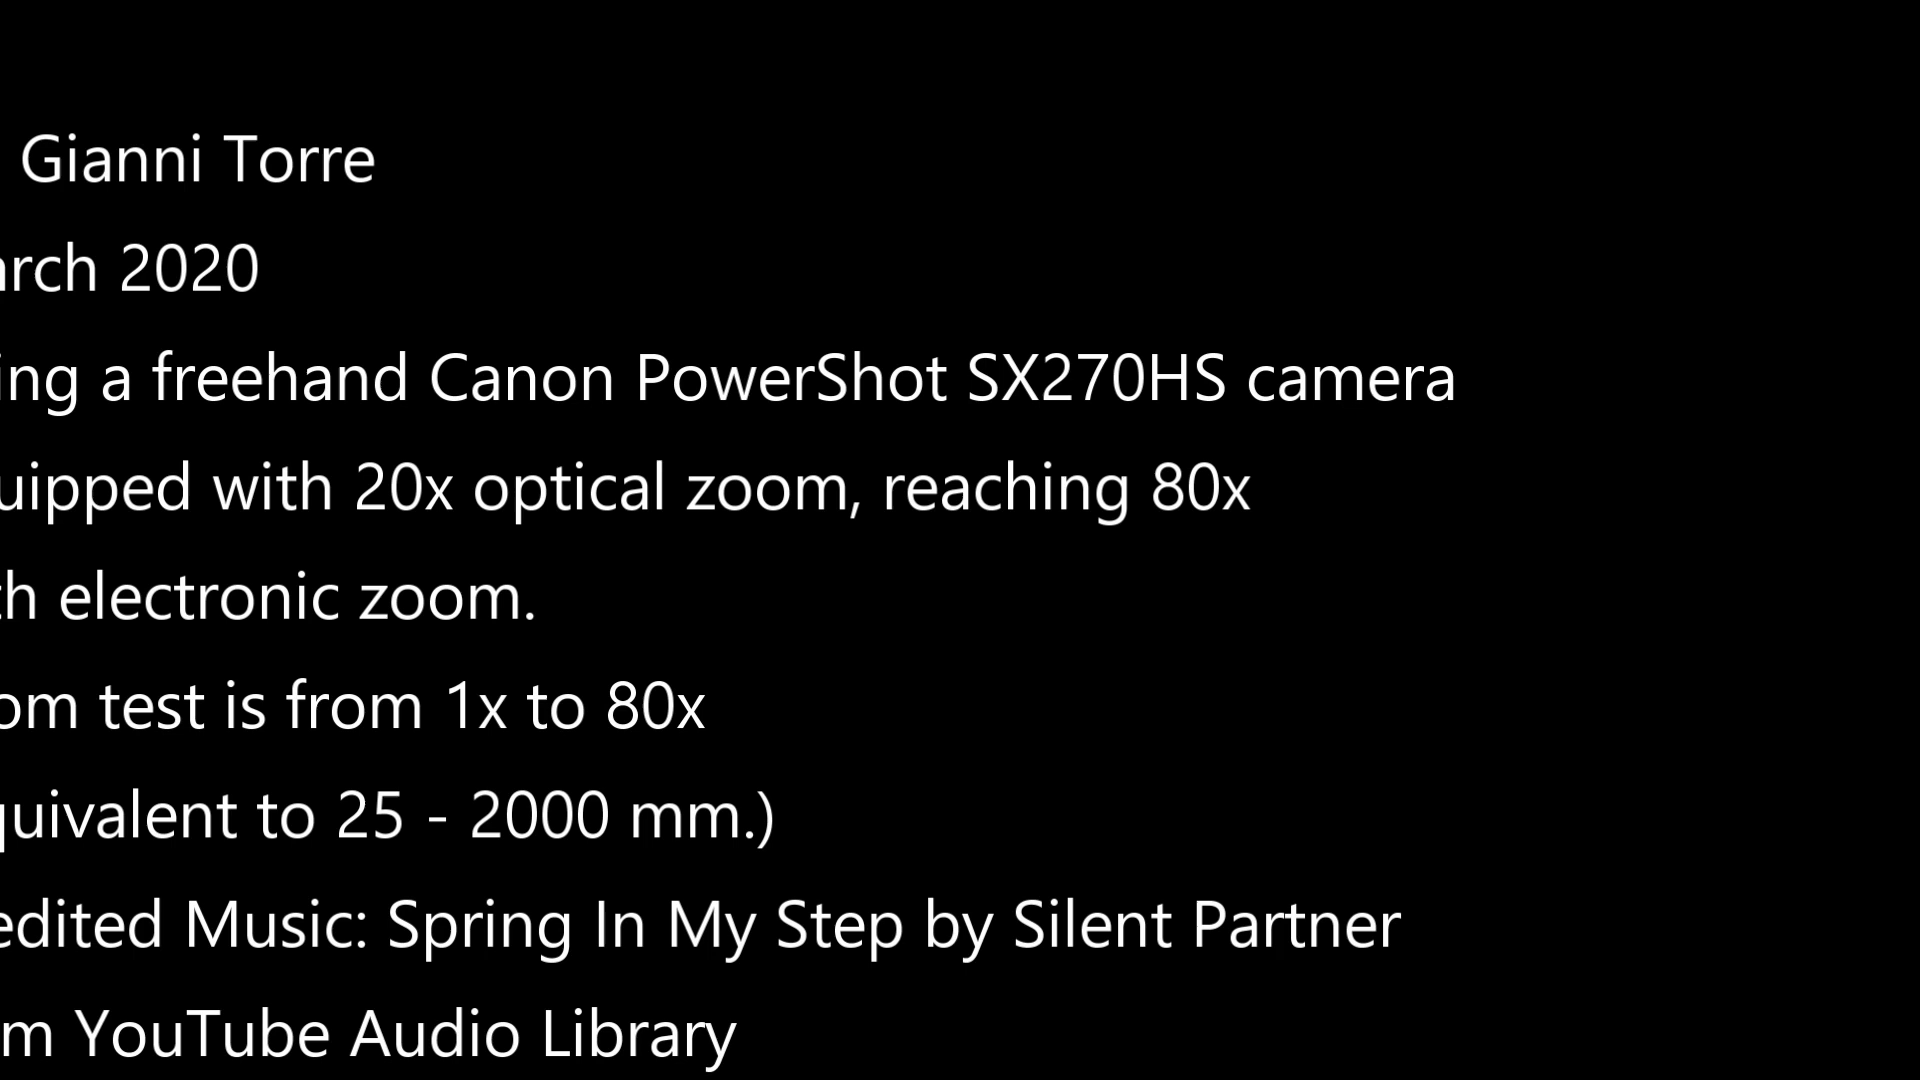 Gianni Torre
arch 2020
ing a freehand Canon PowerShot SX270HS camera
uipped with 20x optical zoom, reaching 80x
th electronic zoom.
om test is from 1x to 80x
quivalent to 25 - 2000 mm.)
edited Music: Spring In My Step by Silent Partner
m YouTube Audio Library